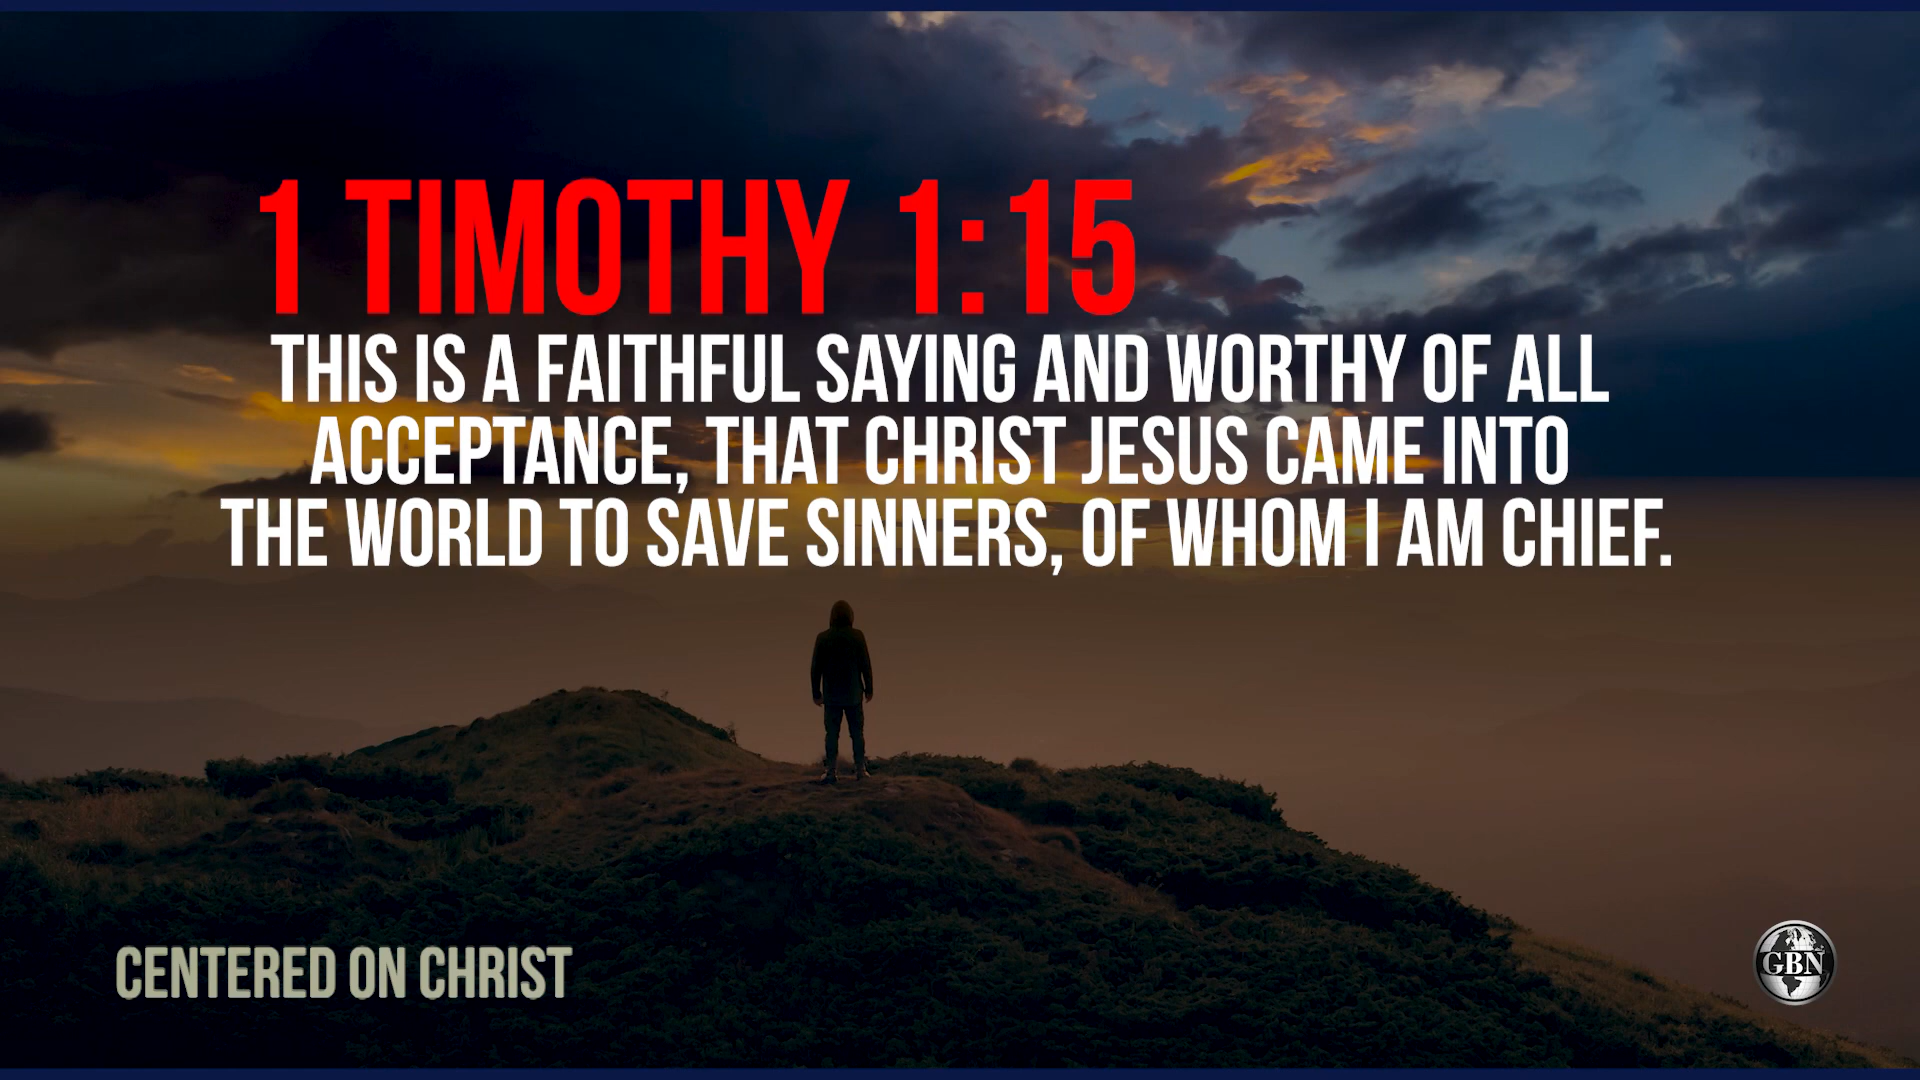 1 TIMOTHY 1:15
THIS IS A FAITHFUL SAYING AND WORTHY OF ALL
ACCEPTANCE, THAT CHRIST JESUS CAME INTO
THE WORLD TO SAVE SINNERS, OF WHOM I AM CHIEF.
CENTERED ON CHRIST
GBN